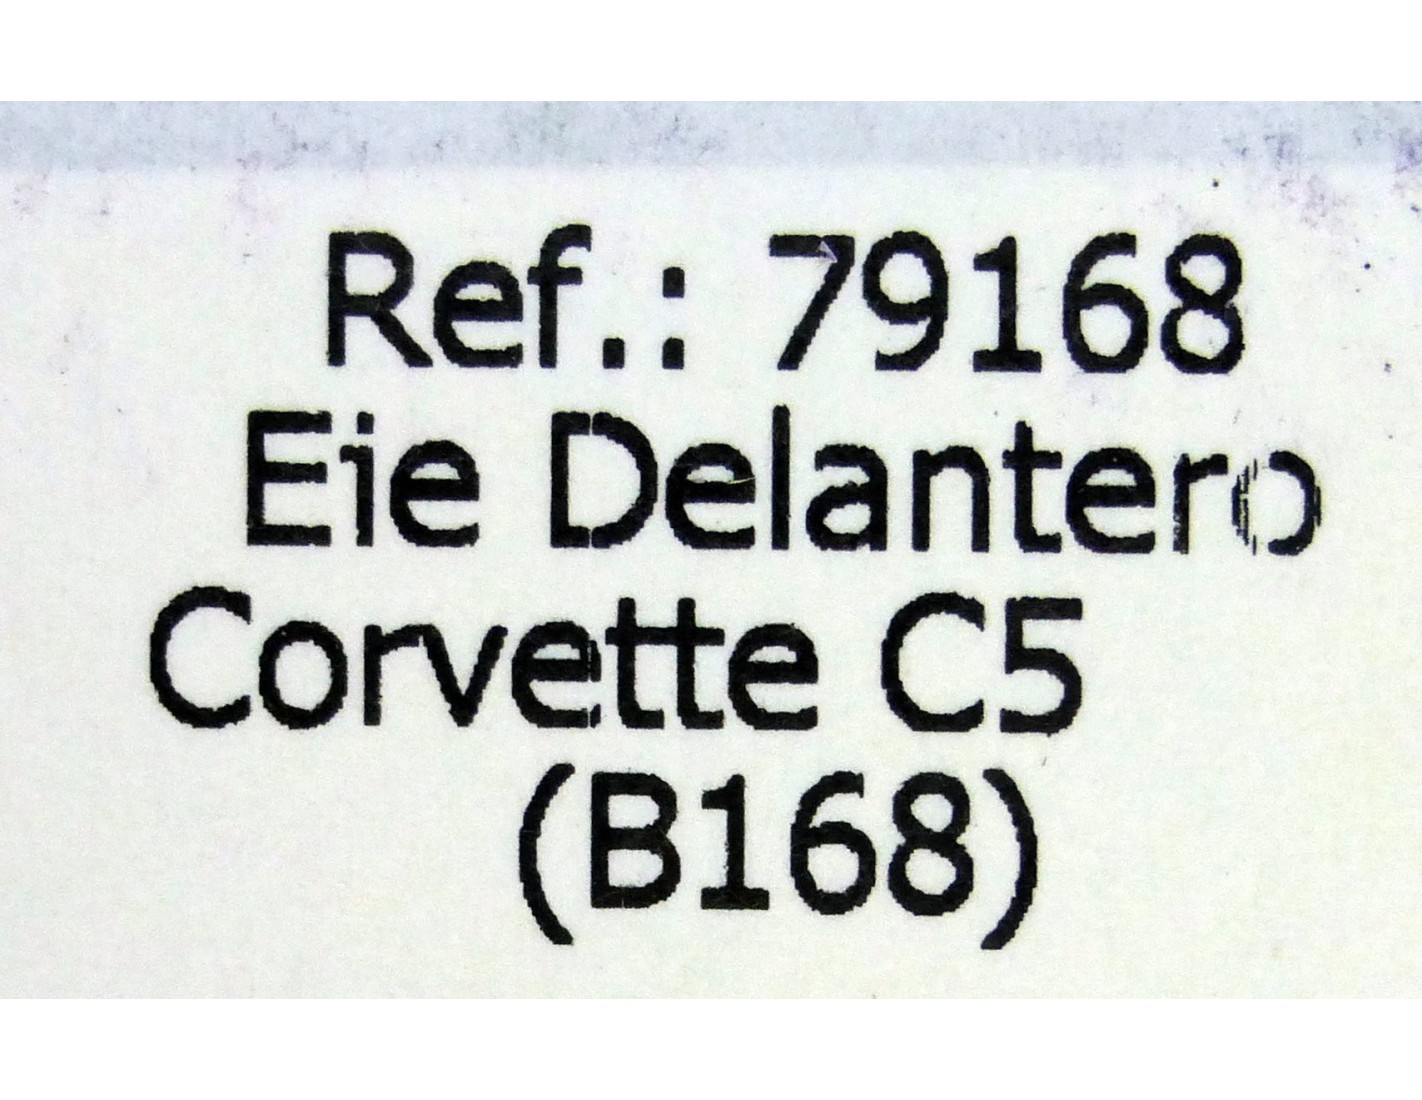 Ref.: 79168
Eie Delantero
Corvette C5
(B168)